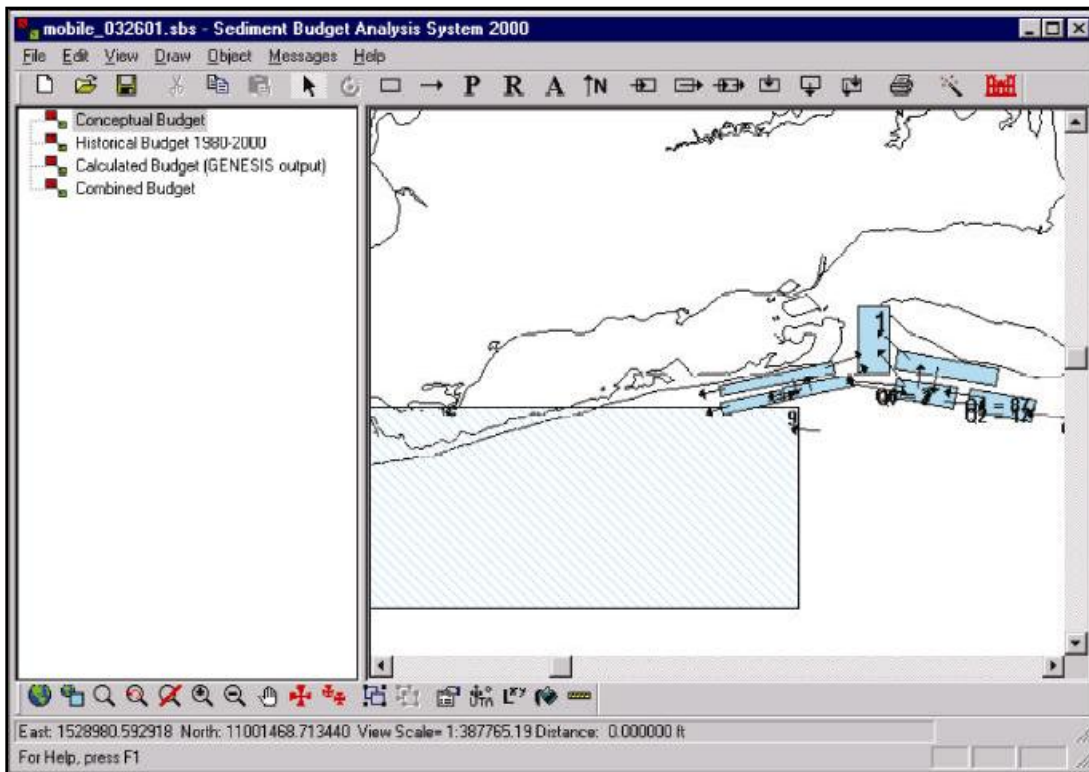 mobile_032601.sbs - Sediment Budget Analysis System 2000
File Edit View Draw Object Messages Help
P R A N
Conceptual Budget
Historical Budget 1980-2000
Calculated Budget (GENESIS output)
Combined Budget
1
9
East: 1528980.592918 North: 11001468.713440 View Scale= 1:387765.19 Distance: 0.000000 ft
For Help, press F1